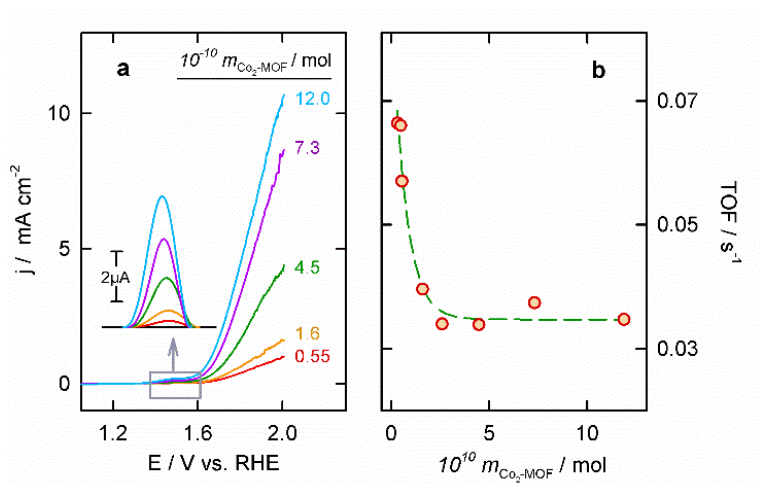 a
10⁻¹⁰ mCo₂-MOF / mol
12.0
7.3
4.5
1.6
0.55
2µA
10
5
0
j / mA cm⁻²
1.2
1.6
2.0
E / V vs. RHE
b
0.07
0.05
0.03
TOF / s⁻¹
0
5
10
10¹⁰ mCo₂-MOF / mol